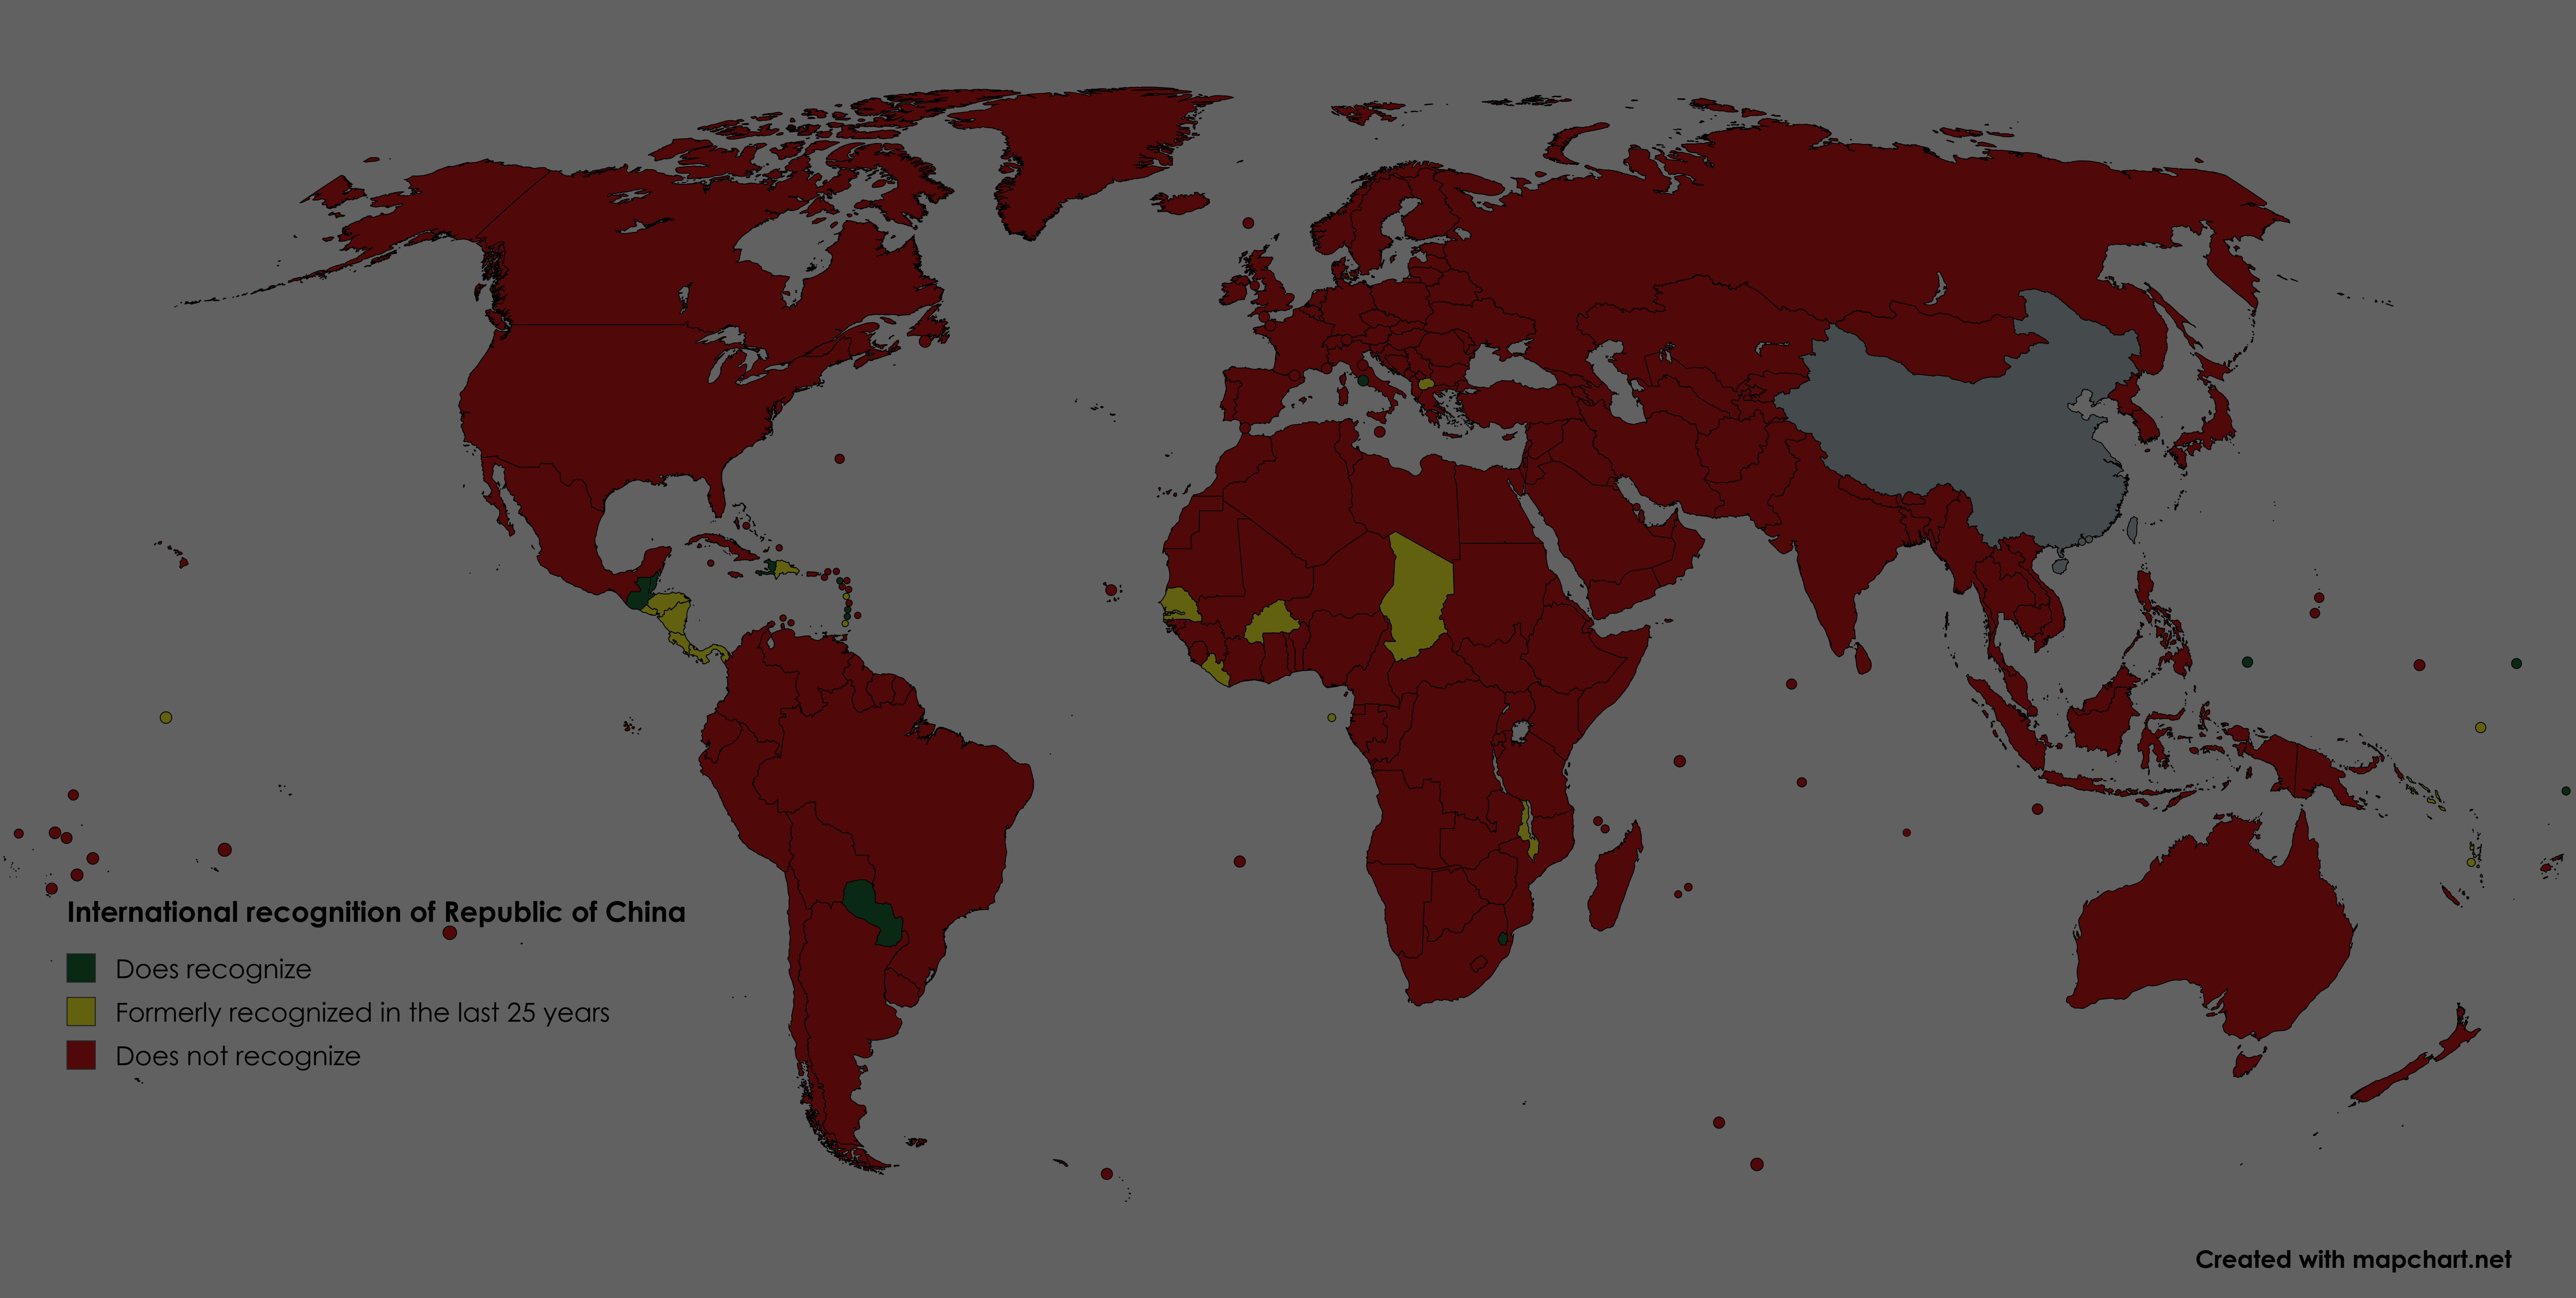 International recognition of Republic of China
Does recognize
Formerly recognized in the last 25 years
Does not recognize
Created with mapchart.net